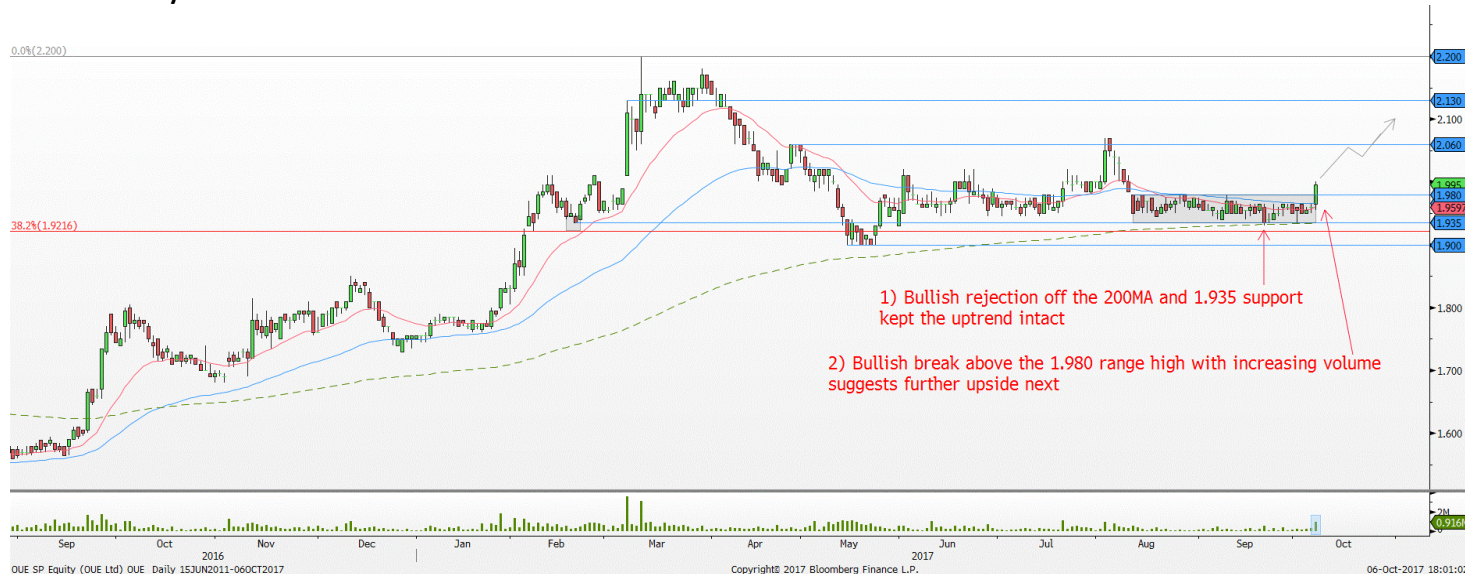 0.0%(2.200)
2.200
2.130
2.100
2.060
1.995
1.980
1.9597
1.935
38.2%(1.9216)
1.900
1) Bullish rejection off the 200MA and 1.935 support
kept the uptrend intact
1.800
2) Bullish break above the 1.980 range high with increasing volume
suggests further upside next
1.700
1.600
2M
0.916M
0
Sep Oct Nov Dec Jan Feb Mar Apr May Jun Jul Aug Sep Oct
2016 2017
OUE SP Equity (OUE Ltd) OUE Daily 15JUN2011-06OCT2017 Copyright© 2017 Bloomberg Finance L.P. 06-Oct-2017 18:01:02